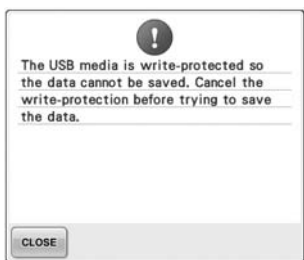 The USB media is write-protected so
the data cannot be saved. Cancel the
write-protection before trying to save
the data.
CLOSE